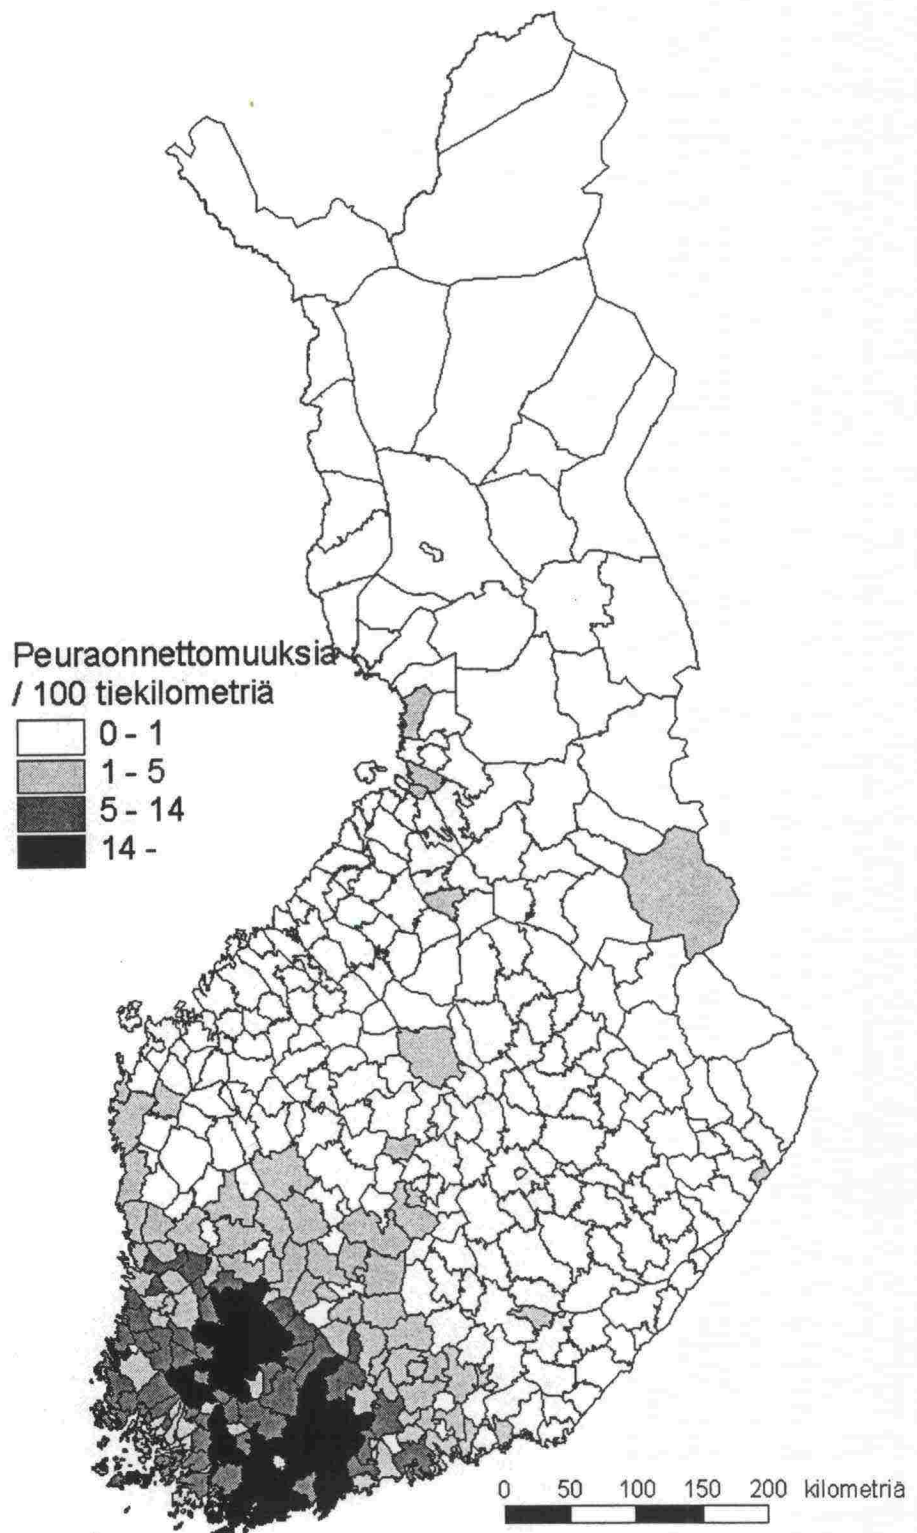 Peuraonnettomuuksia
/ 100 tiekilometriä
0 - 1
1 - 5
5 - 14
14 -
0 50 100 150 200 kilometriä